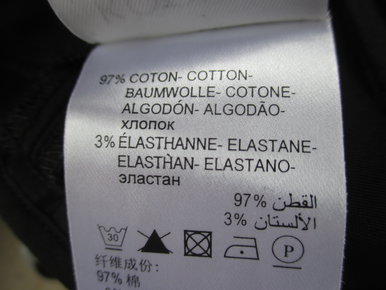 97% COTON- COTTON-
BAUMWOLLE- COTONE-
ALGODÓN- ALGODÃO-
хлопок
3% ÉLASTHANNE- ELASTANE-
ELASTHAN- ELASTANO-
эластан
القطن 97%
الألستان 3%
30
P
纤维成份:
97% 棉